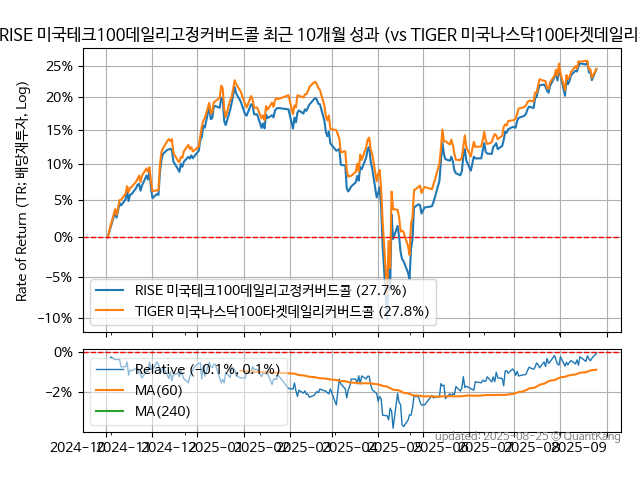 RISE 미국테크100데일리고정커버드콜 최근 10개월 성과 (vs TIGER 미국나스닥100타겟데일리
Rate of Return (TR: 배당재투자, Log)
25%
20%
15%
10%
5%
0%
−5%
−10%
RISE 미국테크100데일리고정커버드콜 (27.7%)
TIGER 미국나스닥100타겟데일리커버드콜 (27.8%)
0%
−2%
Relative (−0.1%, 0.1%)
MA(60)
MA(240)
updated: 2025-08-25 © QuantKang
2024-10 2024-11 2024-12 2025-01 2025-02 2025-03 2025-04 2025-05 2025-06 2025-07 2025-08 2025-09